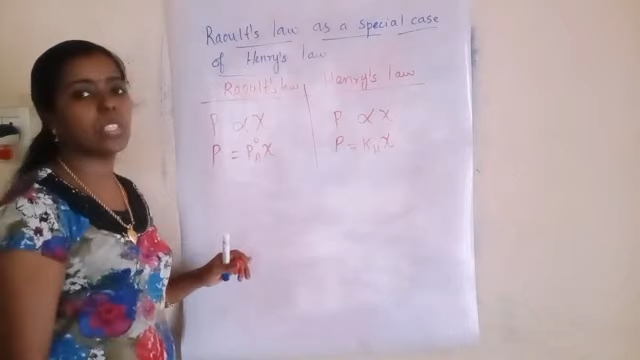 Raoult's law as a special case
of Henry's law
Raoult's law Henry's law
P ∝ X P ∝ X
P = P°A X P = KH X